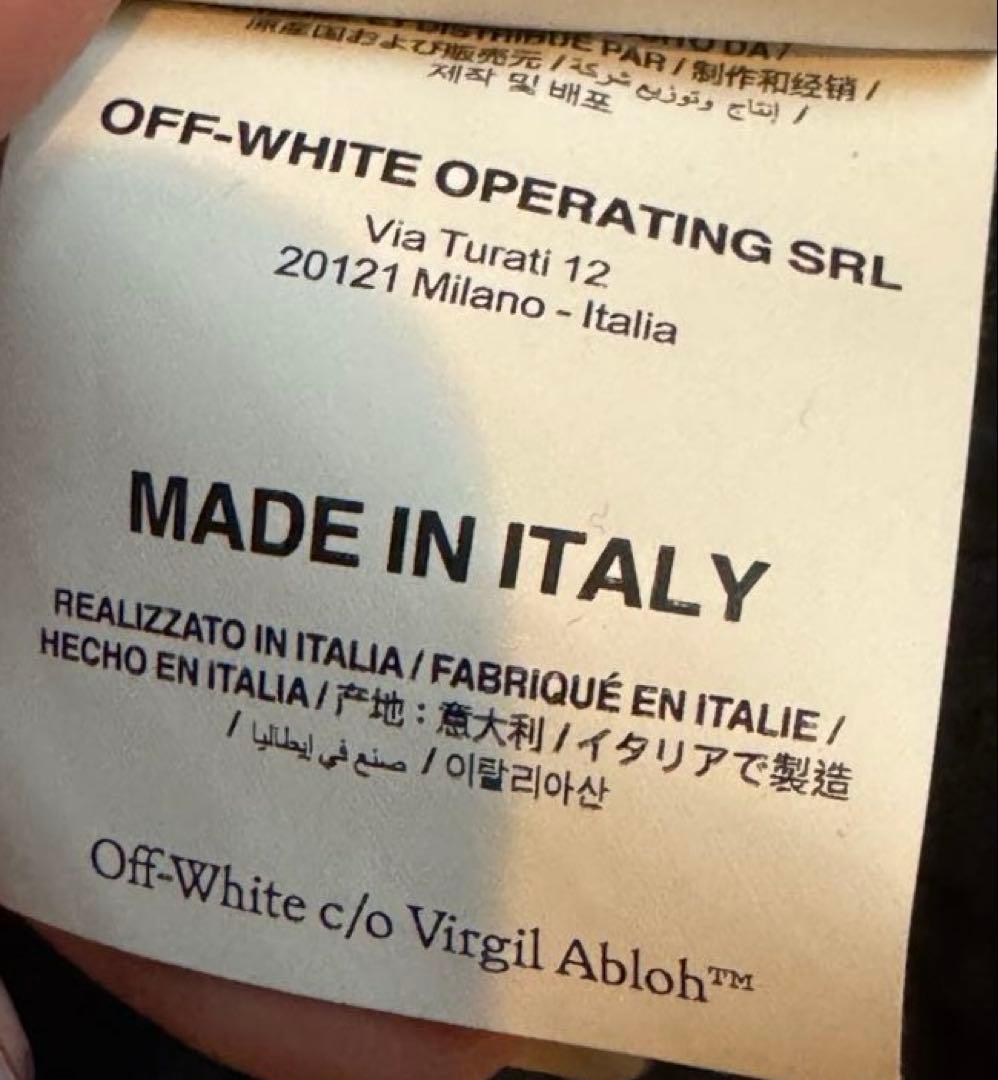 DISTRIBUÉ PAR / 制作和经销 /
原産国および販売元 / إنتاج وتوزيع شركة /
제작 및 배포
OFF-WHITE OPERATING SRL
Via Turati 12
20121 Milano - Italia
MADE IN ITALY
REALIZZATO IN ITALIA / FABRIQUÉ EN ITALIE /
HECHO EN ITALIA / 产地：意大利 / イタリアで製造
/ صنع في إيطاليا / 이탈리아산
Off-White c/o Virgil Abloh™